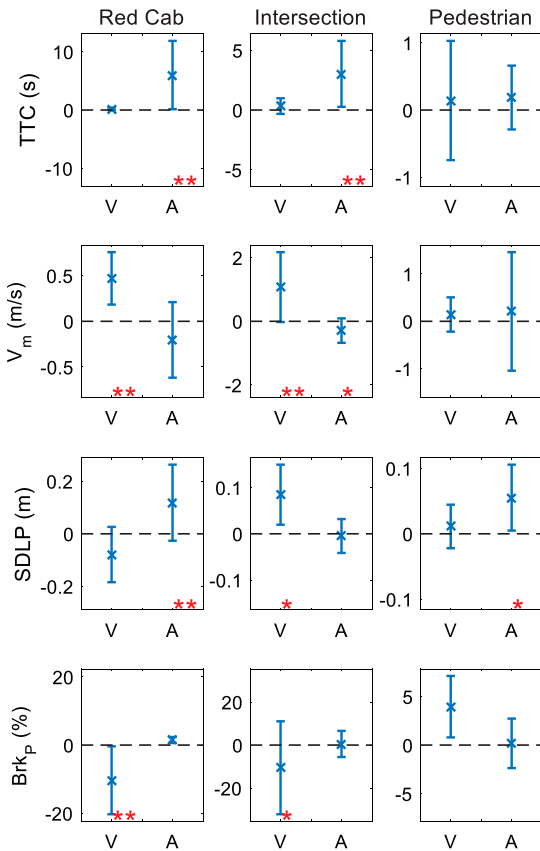 Red Cab Intersection Pedestrian
TTC (s)
10 0 -10
5 0 -5
1 0 -1
** **
V A V A V A
V_m (m/s)
0.5 0 -0.5
2 0 -2
1 0 -1
** ** *
V A V A V A
SDLP (m)
0.2 0 -0.2
0.1 0 -0.1
0.1 0 -0.1
** * *
V A V A V A
Brk_P (%)
20 0 -20
20 0 -20
5 0 -5
** *
V A V A V A